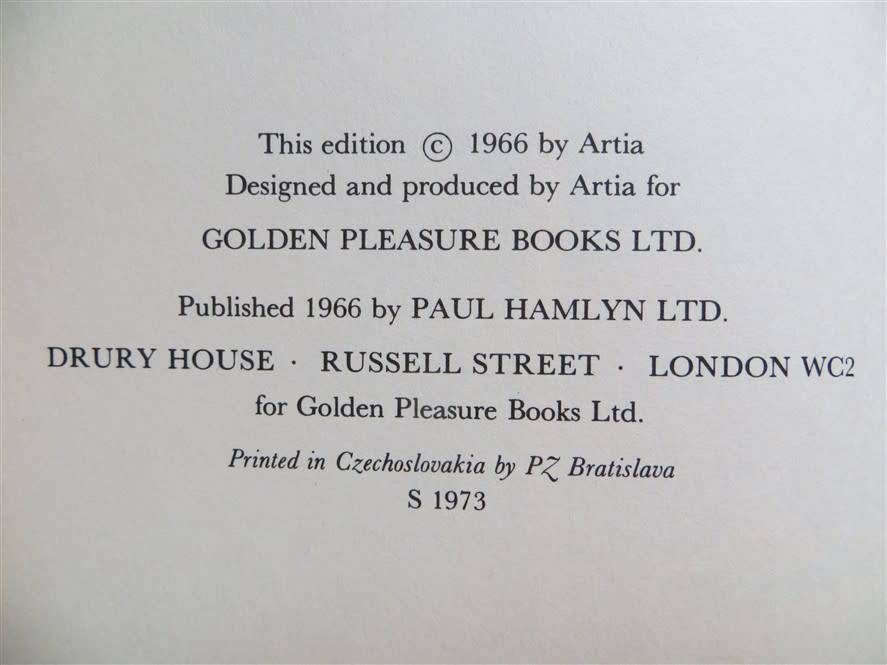 This edition © 1966 by Artia
Designed and produced by Artia for
GOLDEN PLEASURE BOOKS LTD.
Published 1966 by PAUL HAMLYN LTD.
DRURY HOUSE · RUSSELL STREET · LONDON WC2
for Golden Pleasure Books Ltd.
Printed in Czechoslovakia by PZ Bratislava
S 1973